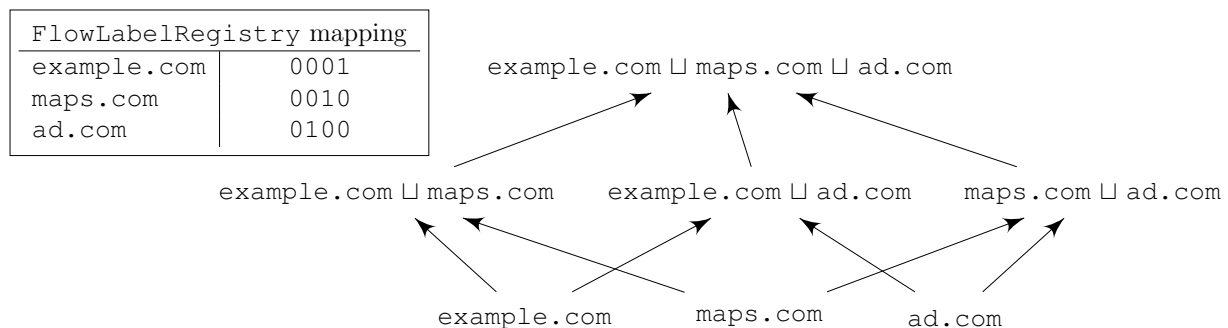 FlowLabelRegistry mapping
example.com 0001
maps.com 0010
ad.com 0100
example.com ⊔ maps.com ⊔ ad.com
example.com ⊔ maps.com
example.com ⊔ ad.com
maps.com ⊔ ad.com
example.com
maps.com
ad.com